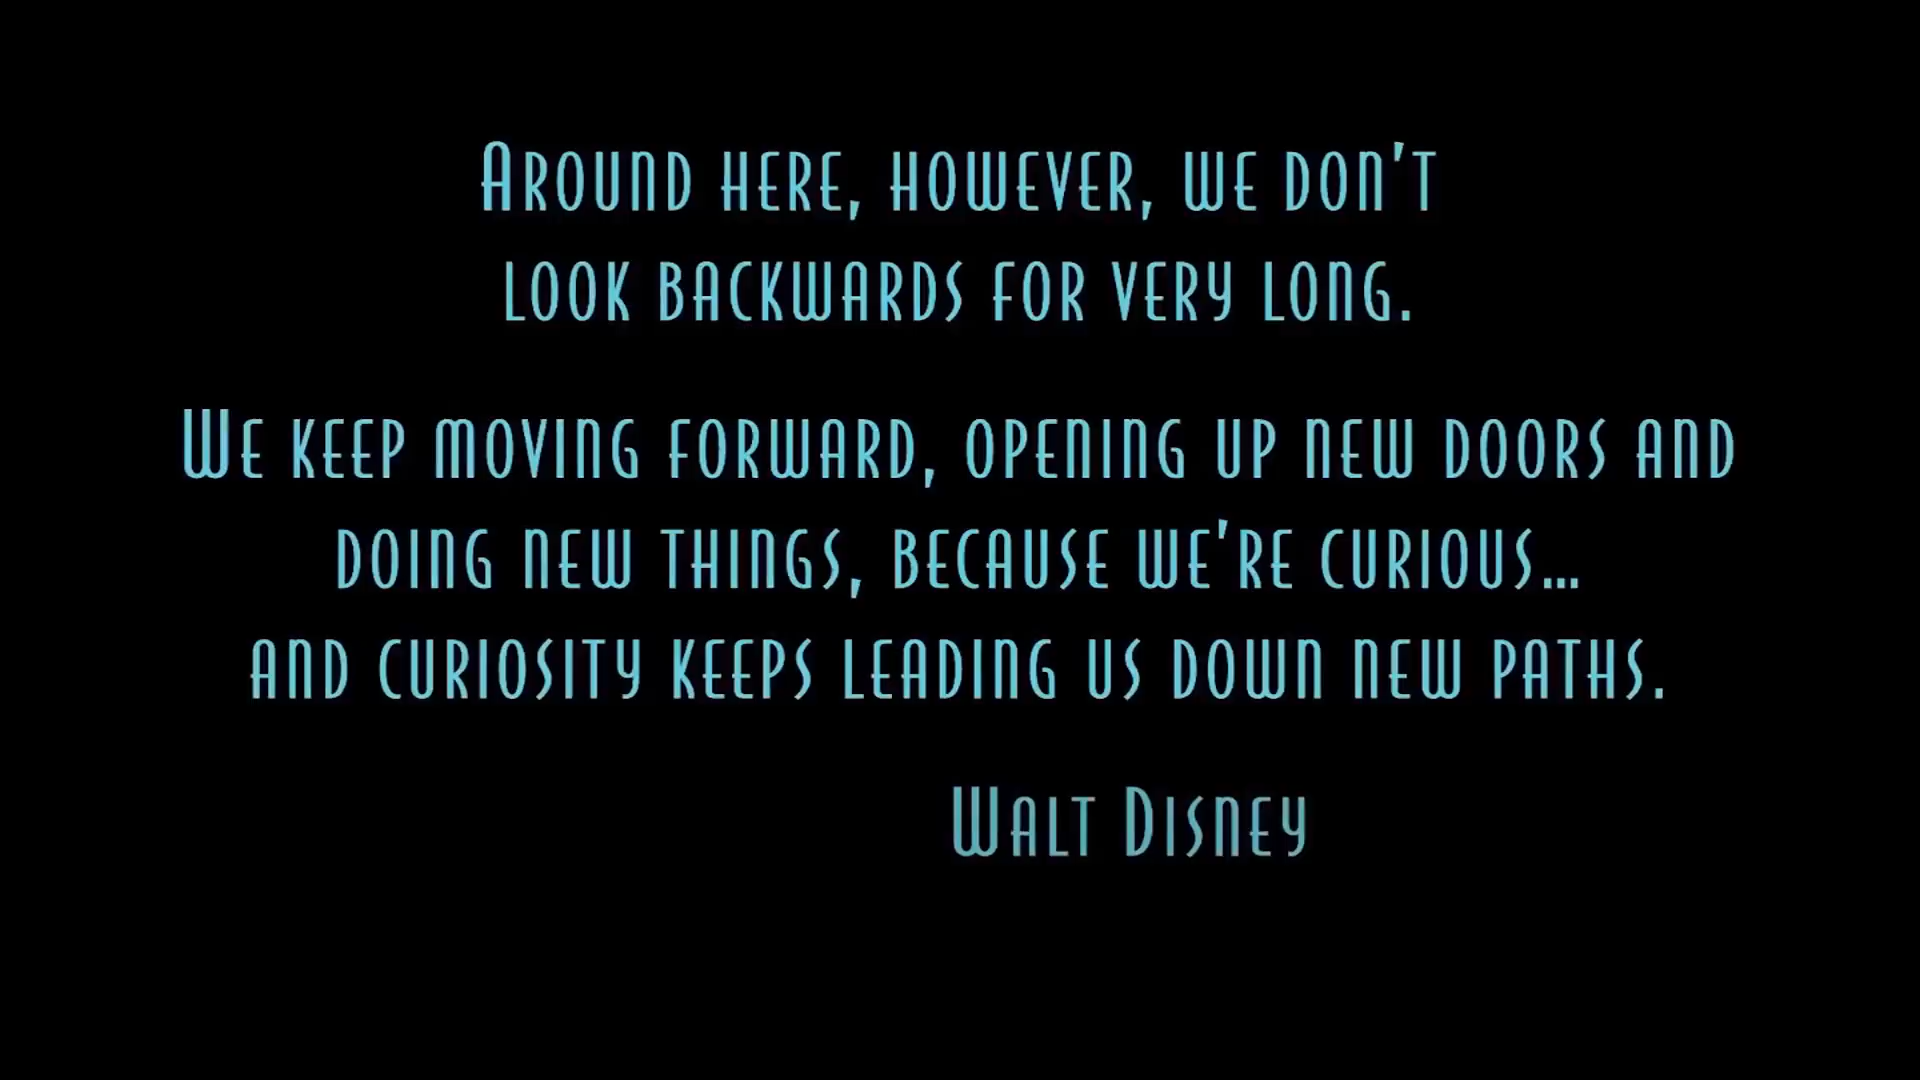 Around here, however, we don't
look backwards for very long.
We keep moving forward, opening up new doors and
doing new things, because we're curious...
and curiosity keeps leading us down new paths.
Walt Disney